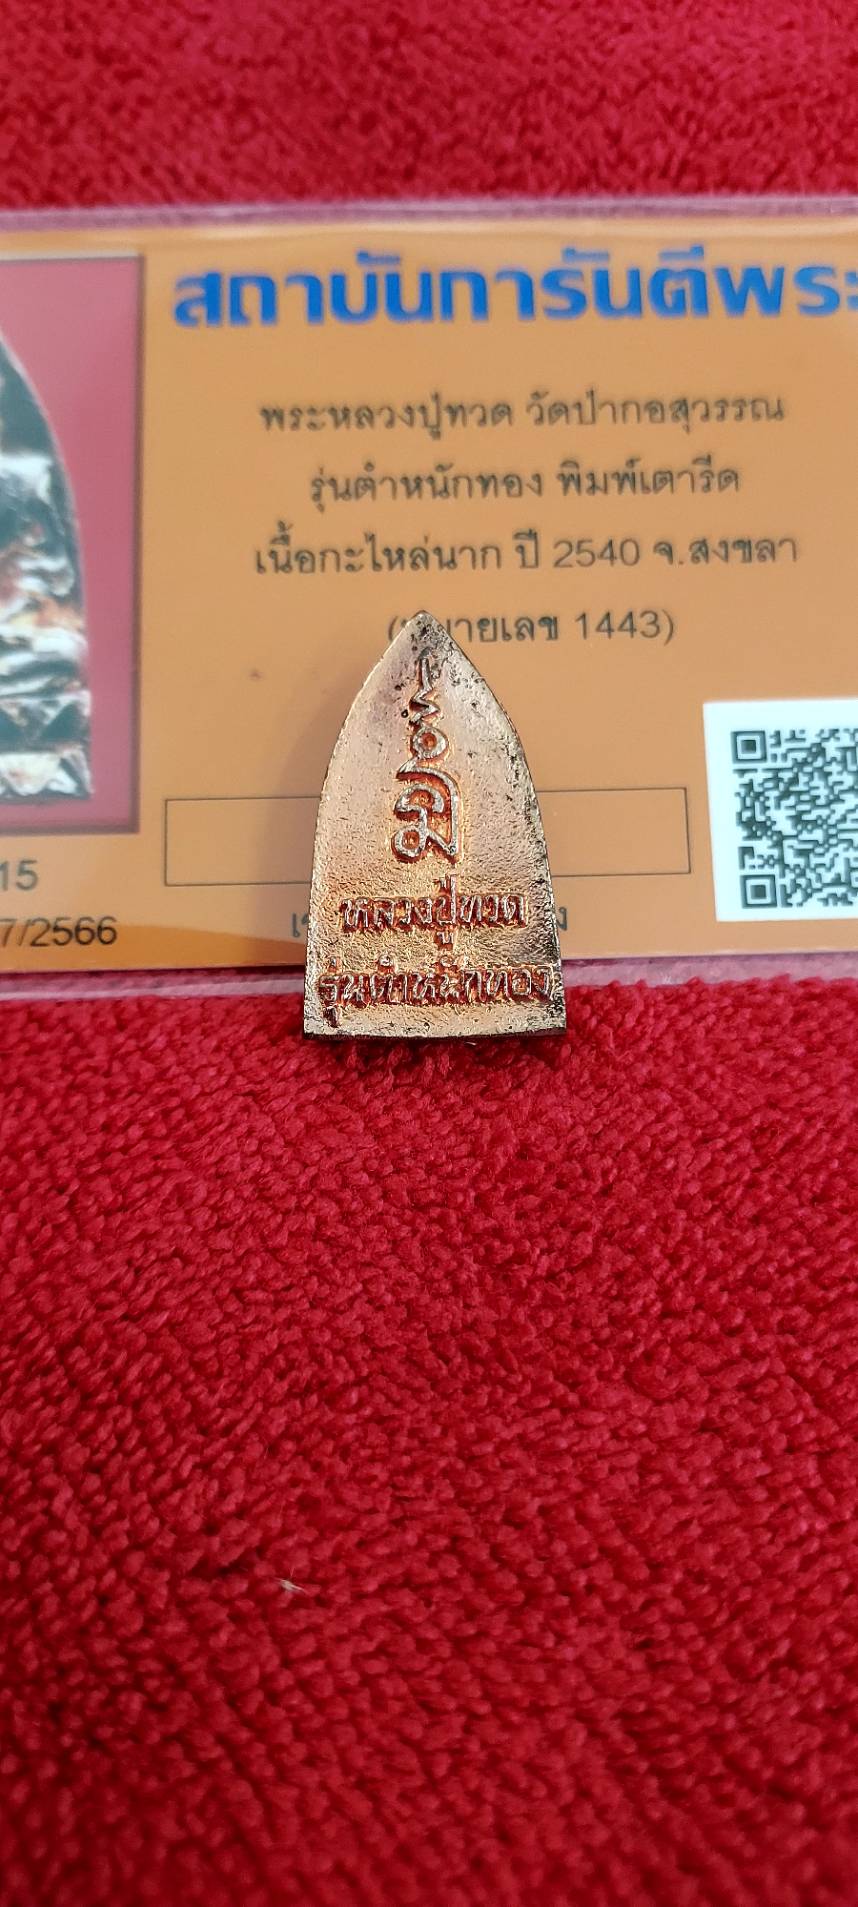 สถาบันการันตีพระ
พระหลวงปู่ทวด วัดป่ากอสุวรรณ
รุ่นตำหนักทอง พิมพ์เตารีด
เนื้อกะไหล่นาก ปี 2540 จ.สงขลา
1443)
15
7/2566
หลวงปู่ทวด
รุ่นตำหนักทอง